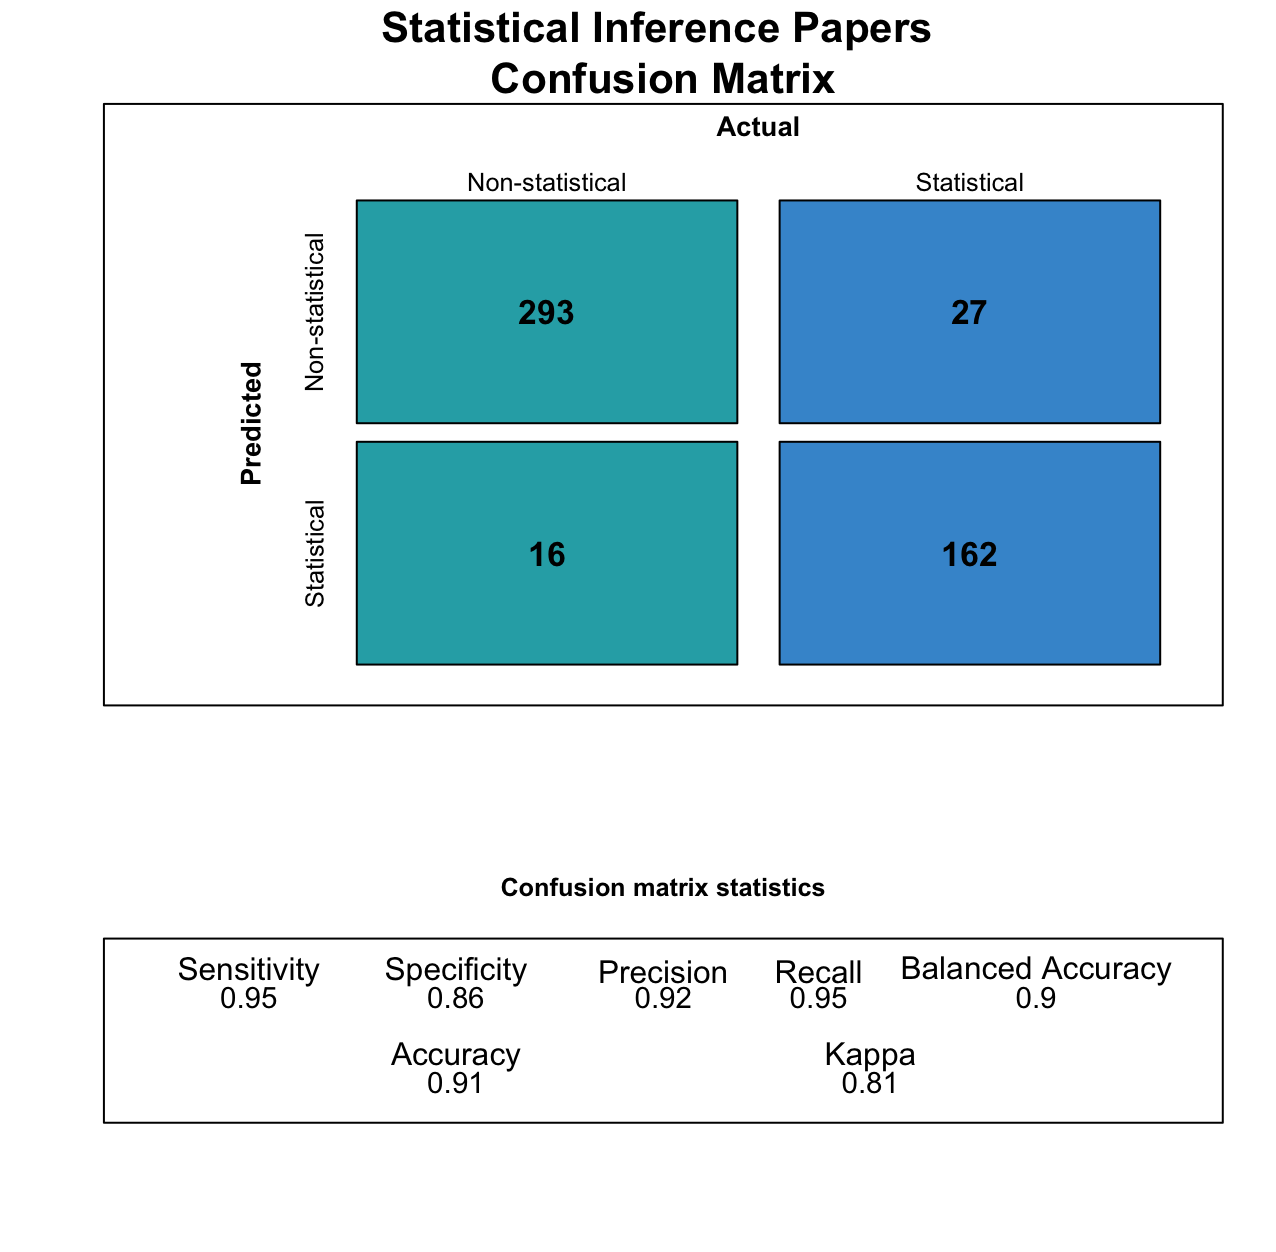 Statistical Inference Papers
Confusion Matrix
Actual
Non-statistical Statistical
Predicted
Non-statistical
293 27
Statistical
16 162
Confusion matrix statistics
Sensitivity Specificity Precision Recall Balanced Accuracy
0.95 0.86 0.92 0.95 0.9
Accuracy Kappa
0.91 0.81